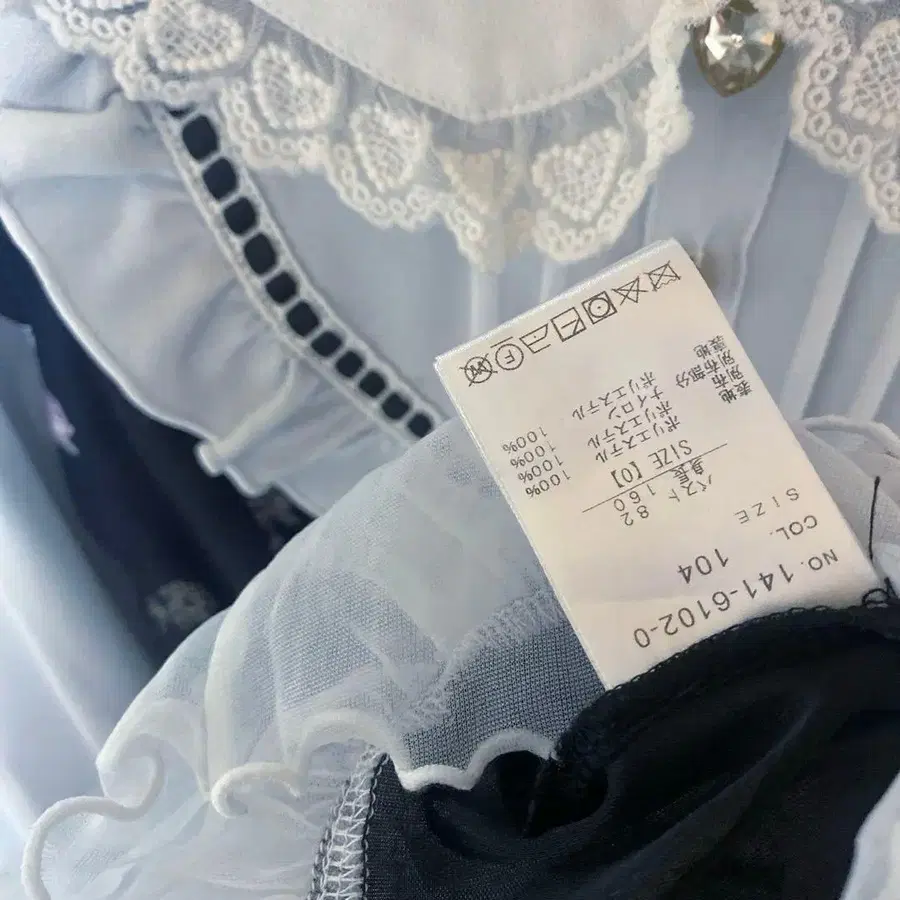 NO. 141-6102-0
COL. 104
SIZE
バスト 82
身長 160
SIZE【0】
表地 ポリエステル 100%
別布 ポリエステル 100%
別布部分 ナイロン 100%
表地 ポリエステル 100%